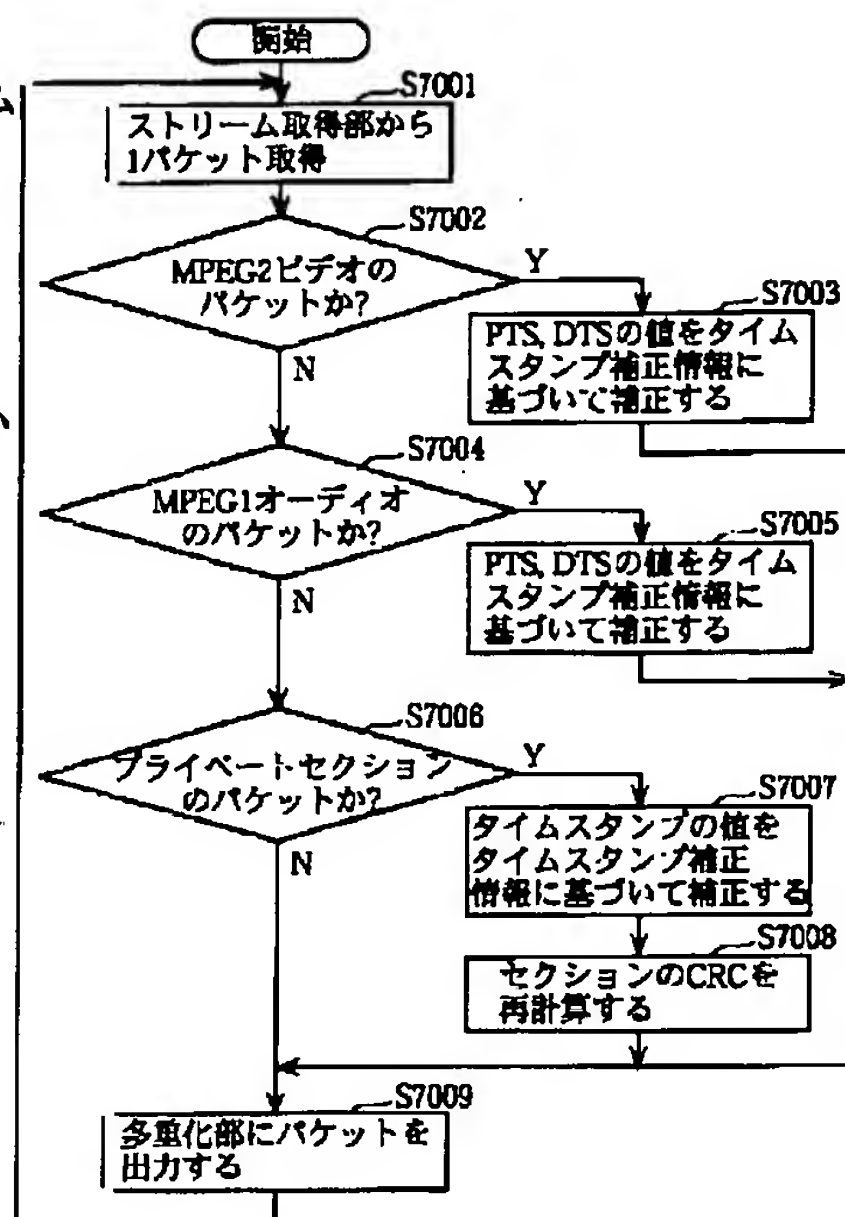 開始
S7001
ストリーム取得部から
1パケット取得
S7002
MPEG2ビデオの
パケットか?
Y
N
S7003
PTS, DTSの値をタイム
スタンプ補正情報に
基づいて補正する
S7004
MPEG1オーディオ
のパケットか?
Y
N
S7005
PTS, DTSの値をタイム
スタンプ補正情報に
基づいて補正する
S7006
プライベートセクション
のパケットか?
Y
N
S7007
タイムスタンプの値を
タイムスタンプ補正
情報に基づいて補正する
S7008
セクションのCRCを
再計算する
S7009
多重化部にパケットを
出力する